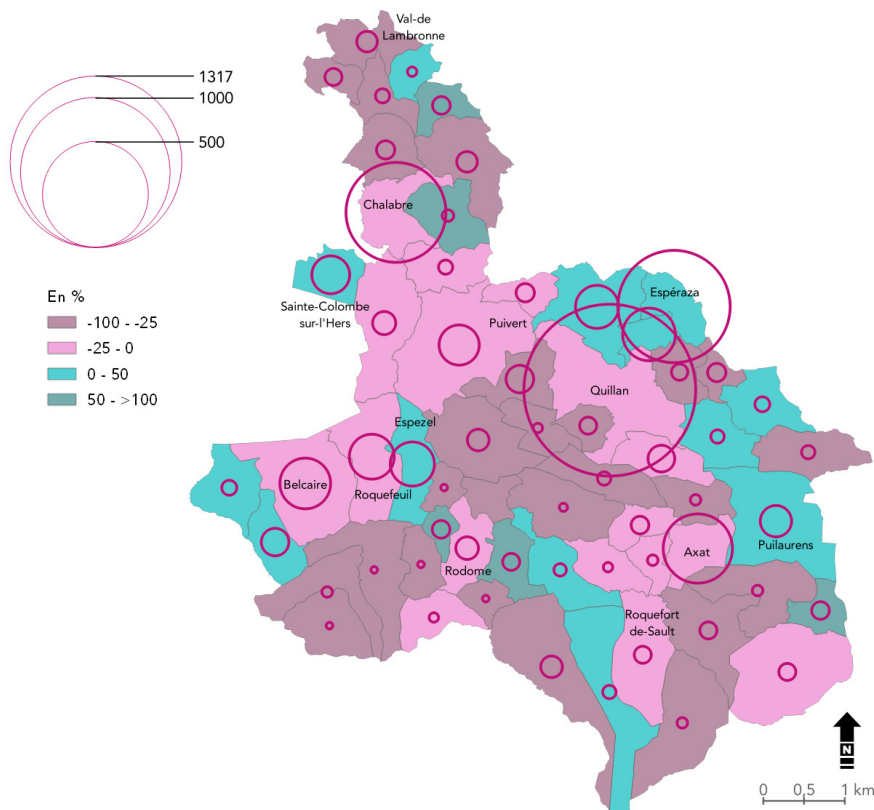 Val-de
Lambronne
1317
1000
500
Chalabre
Sainte-Colombe
sur-l'Hers
En %
-100 - -25
-25 - 0
0 - 50
50 - >100
Espéraza
Puivert
Quillan
Espezel
Belcaire
Roquefeuil
Rodome
Axat
Puilaurens
Roquefort
de-Sault
N
0 0,5 1 km